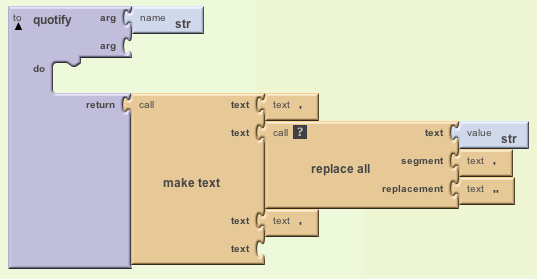 to quotify arg name str
arg
do
return call make text text text '
text call ? replace all text value str
segment text '
replacement text ''
text text '
text